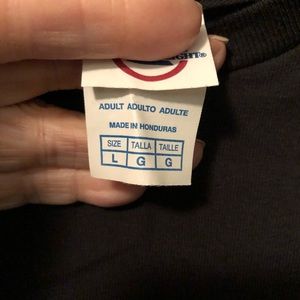 ADULT ADULTO ADULTE
MADE IN HONDURAS
SIZE TALLA TAILLE
L G G